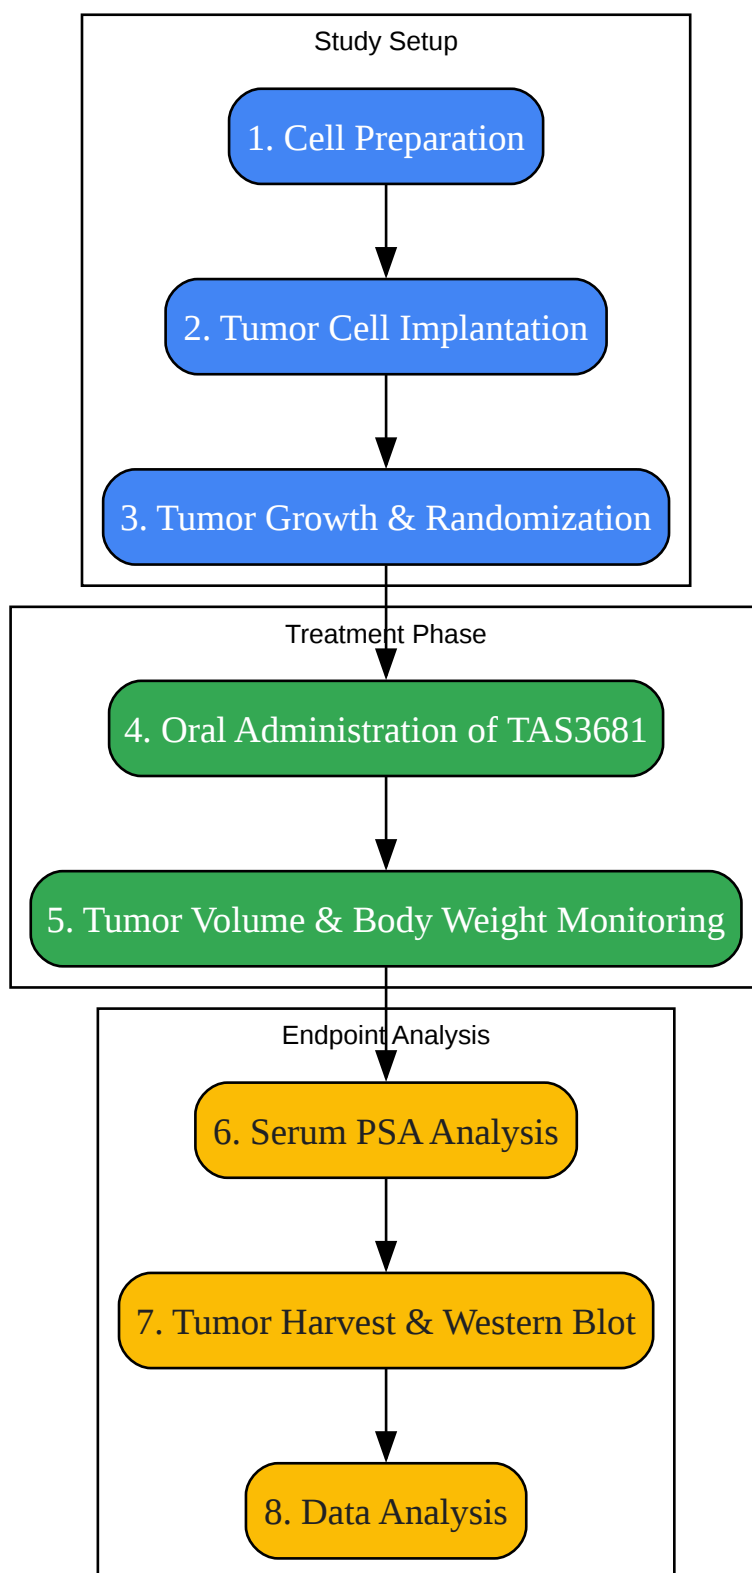 Study Setup
1. Cell Preparation
2. Tumor Cell Implantation
3. Tumor Growth & Randomization
Treatment Phase
4. Oral Administration of TAS3681
5. Tumor Volume & Body Weight Monitoring
Endpoint Analysis
6. Serum PSA Analysis
7. Tumor Harvest & Western Blot
8. Data Analysis